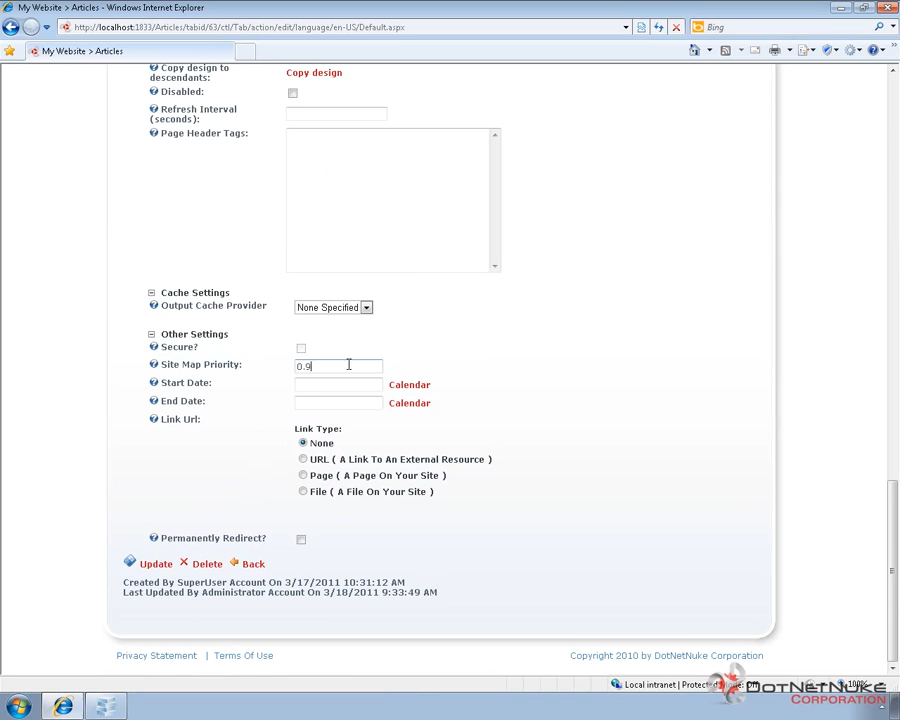 My Website > Articles - Windows Internet Explorer
http://localhost:1833/Articles/tabid/63/ctl/Tab/action/edit/language/en-US/Default.aspx
Bing
My Website > Articles
Copy design to descendants:
Copy design
Disabled:
Refresh Interval (seconds):
Page Header Tags:
Cache Settings
Output Cache Provider
None Specified
Other Settings
Secure?
Site Map Priority:
0.9
Start Date:
Calendar
End Date:
Calendar
Link Url:
Link Type:
None
URL ( A Link To An External Resource )
Page ( A Page On Your Site )
File ( A File On Your Site )
Permanently Redirect?
Update
Delete
Back
Created By SuperUser Account On 3/17/2011 10:31:12 AM
Last Updated By Administrator Account On 3/18/2011 9:33:49 AM
Privacy Statement | Terms Of Use
Copyright 2010 by DotNetNuke Corporation
Local intranet | Protected Mode: Off
100%
DotNetNuke
CORPORATION